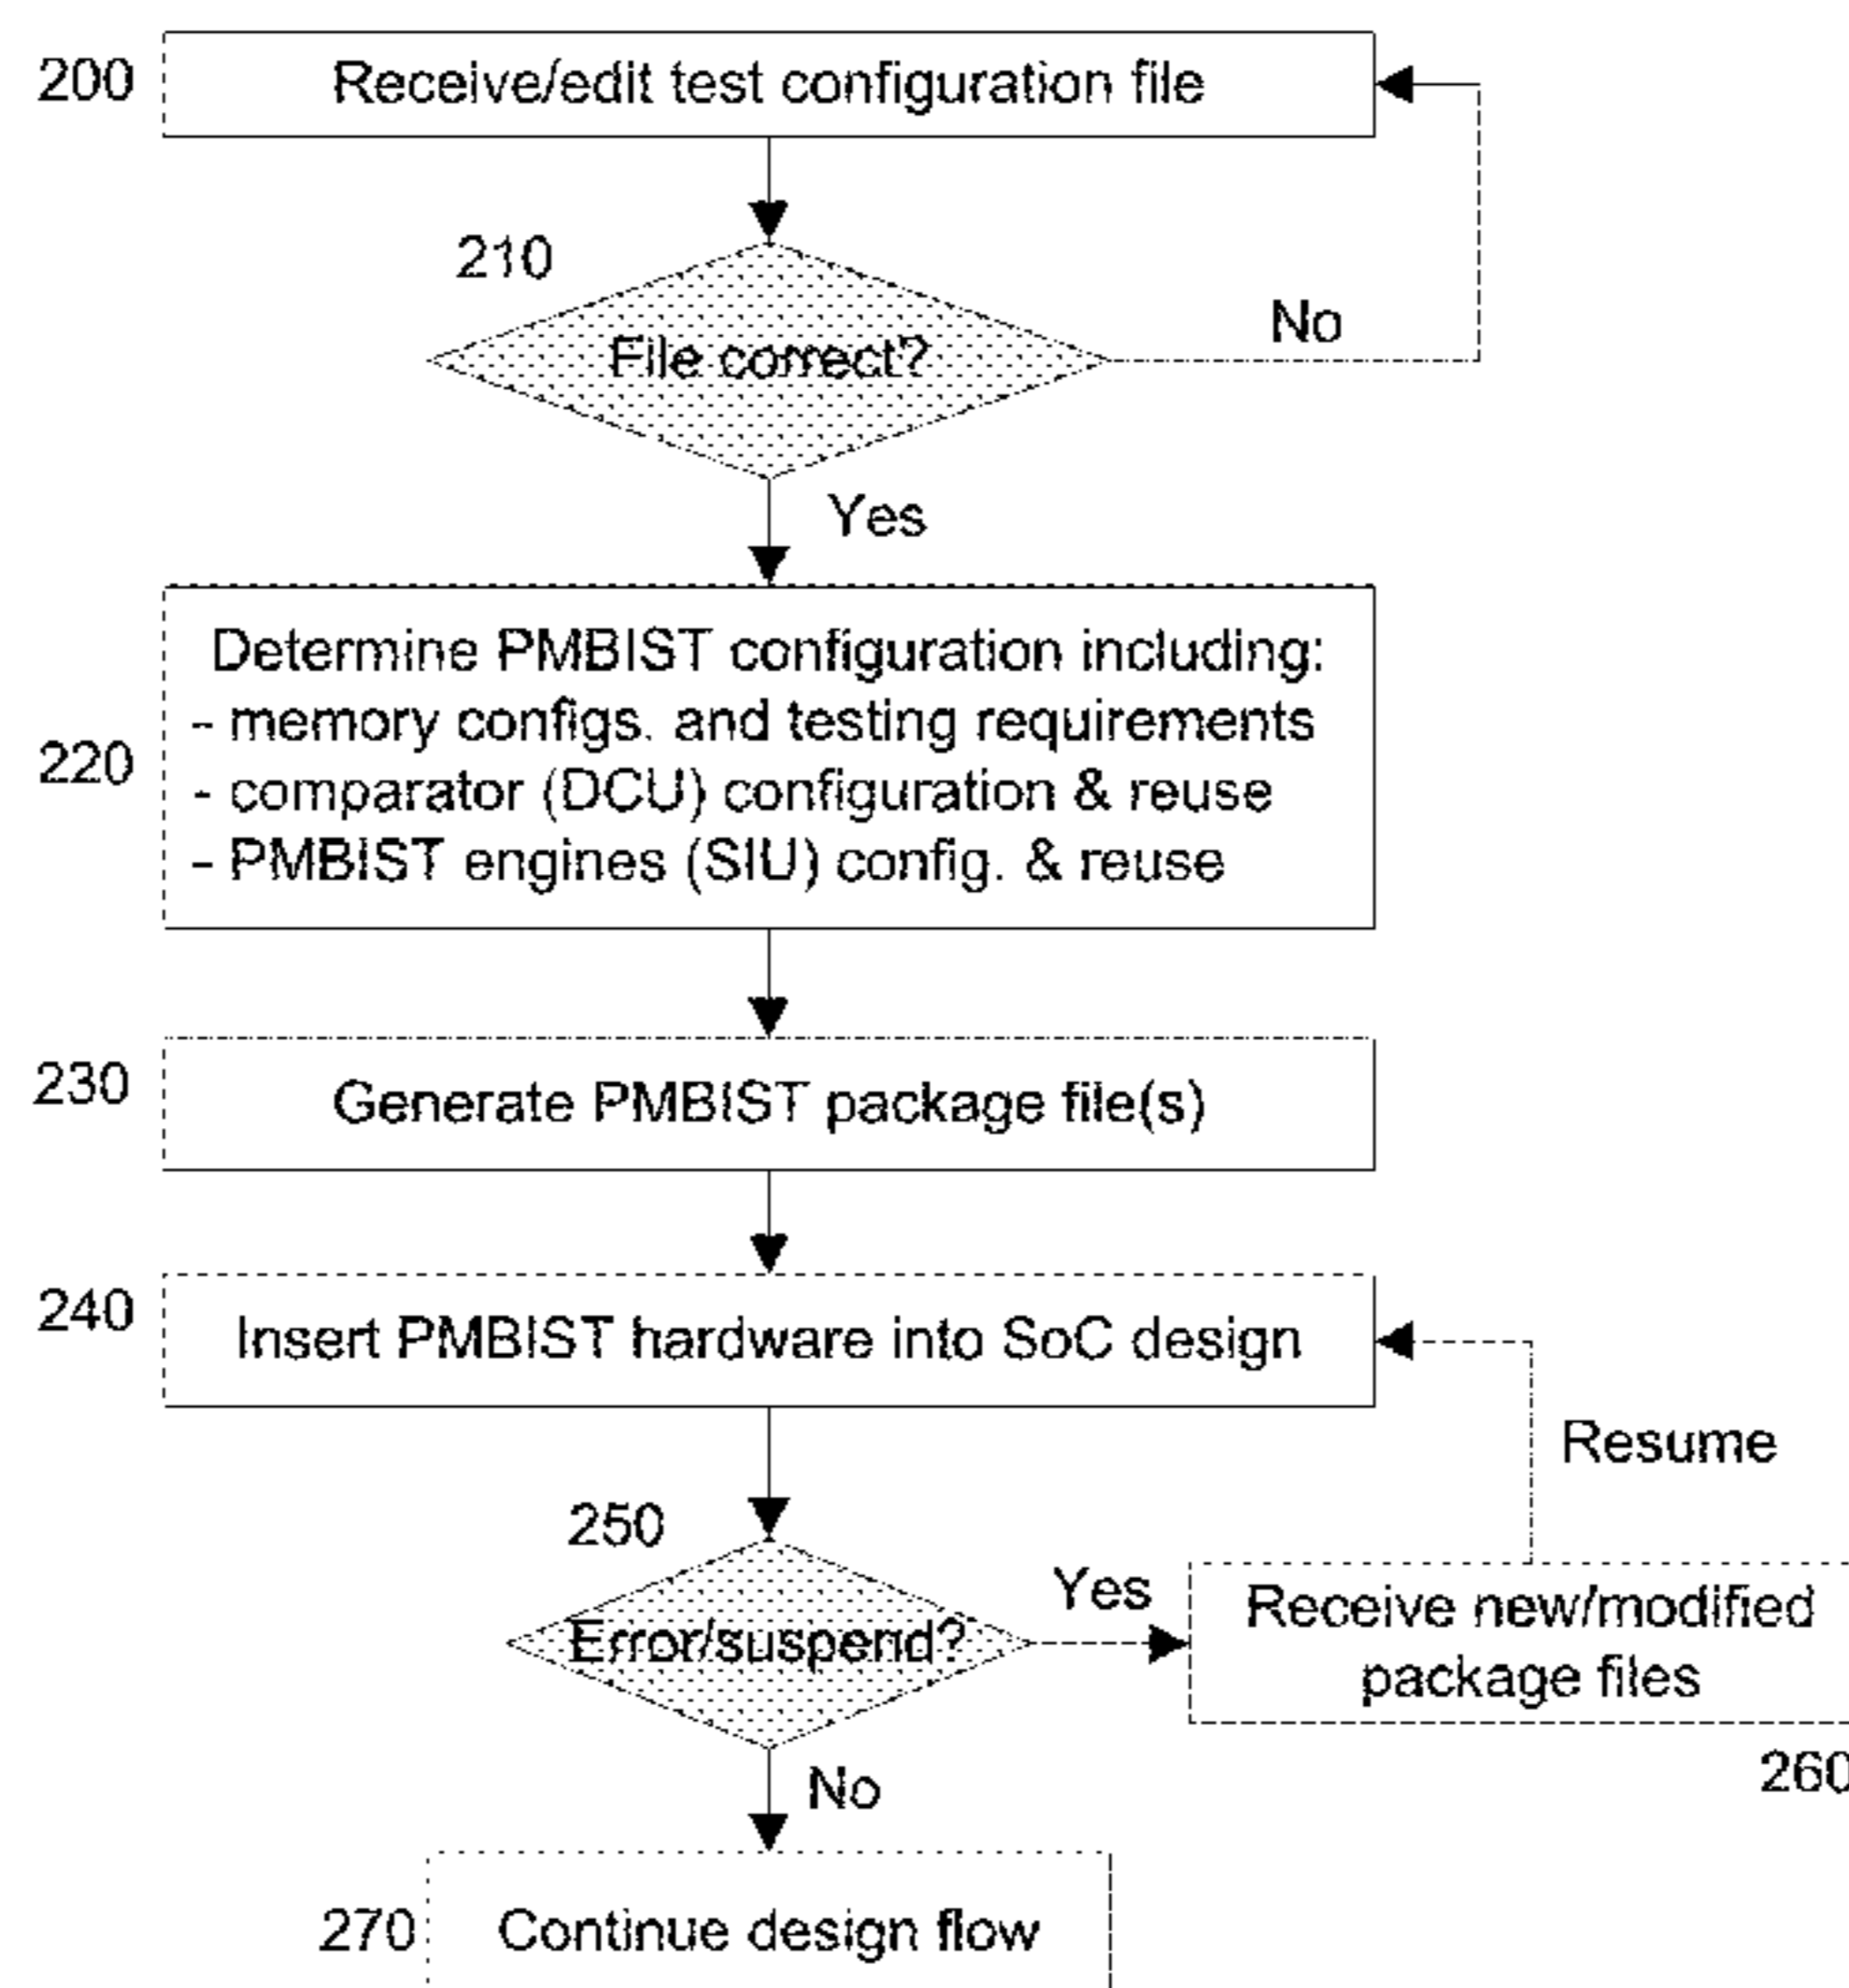 200
Receive/edit test configuration file
210
File correct?
No
Yes
220
Determine PMBIST configuration including:
- memory configs. and testing requirements
- comparator (DCU) configuration & reuse
- PMBIST engines (SIU) config. & reuse
230
Generate PMBIST package file(s)
240
Insert PMBIST hardware into SoC design
Resume
250
Error/suspend?
Yes
Receive new/modified
package files
260
No
270
Continue design flow